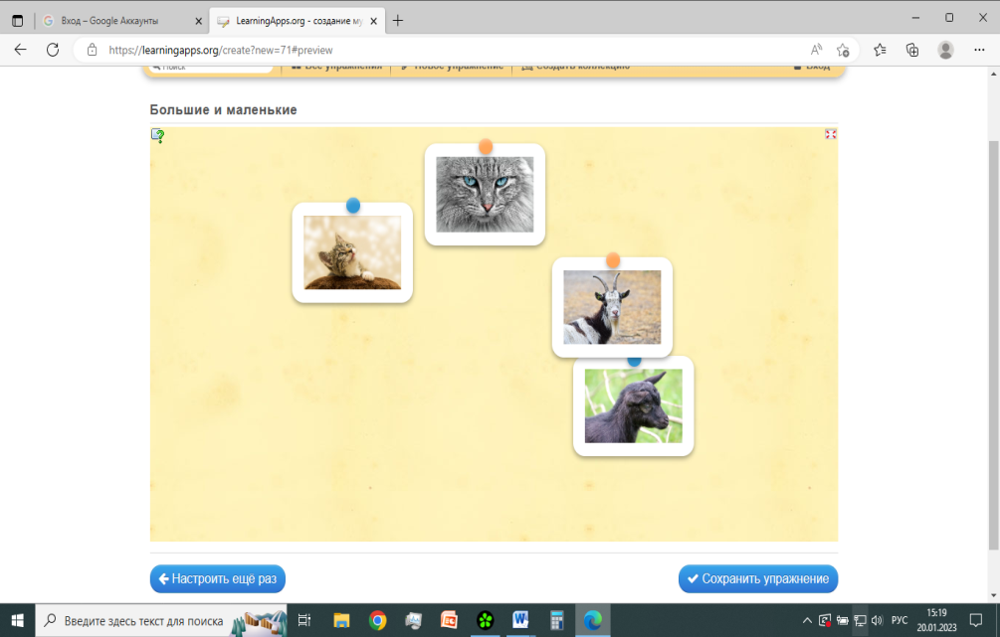 Вход – Google Аккаунты
LearningApps.org - создание му
https://learningapps.org/create?new=71#preview
Поиск
Все упражнения
Новое упражнение
Создать коллекцию
Вход
Большие и маленькие
Настроить ещё раз
Сохранить упражнение
Введите здесь текст для поиска
РУС
15:19
20.01.2023